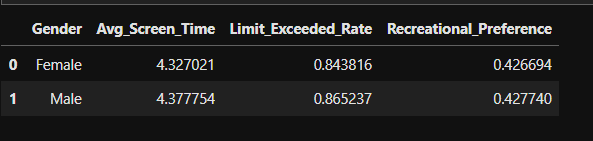 Gender Avg_Screen_Time Limit_Exceeded_Rate Recreational_Preference
0 Female 4.327021 0.843816 0.426694
1 Male 4.377754 0.865237 0.427740